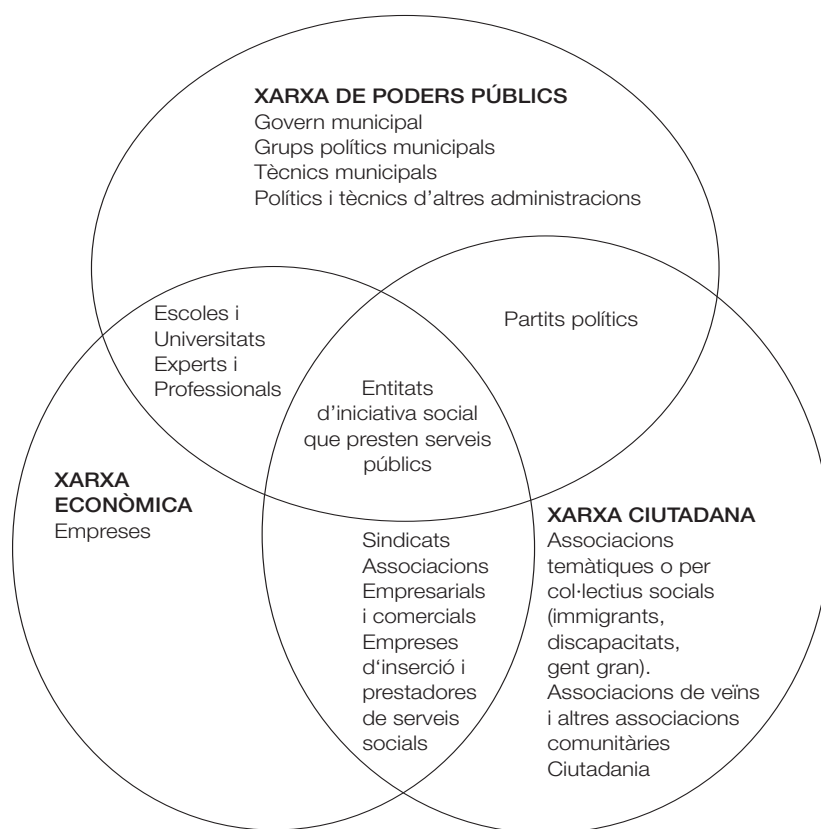 XARXA DE PODERS PÚBLICS
Govern municipal
Grups polítics municipals
Tècnics municipals
Polítics i tècnics d'altres administracions
Escoles i
Universitats
Experts i
Professionals
Partits polítics
Entitats
d'iniciativa social
que presten serveis
públics
XARXA
ECONÒMICA
Empreses
Sindicats
Associacions
Empresarials
i comercials
Empreses
d‘inserció i
prestadores
de serveis
socials
XARXA CIUTADANA
Associacions
temàtiques o per
col·lectius socials
(immigrants,
discapacitats,
gent gran).
Associacions de veïns
i altres associacions
comunitàries
Ciutadania